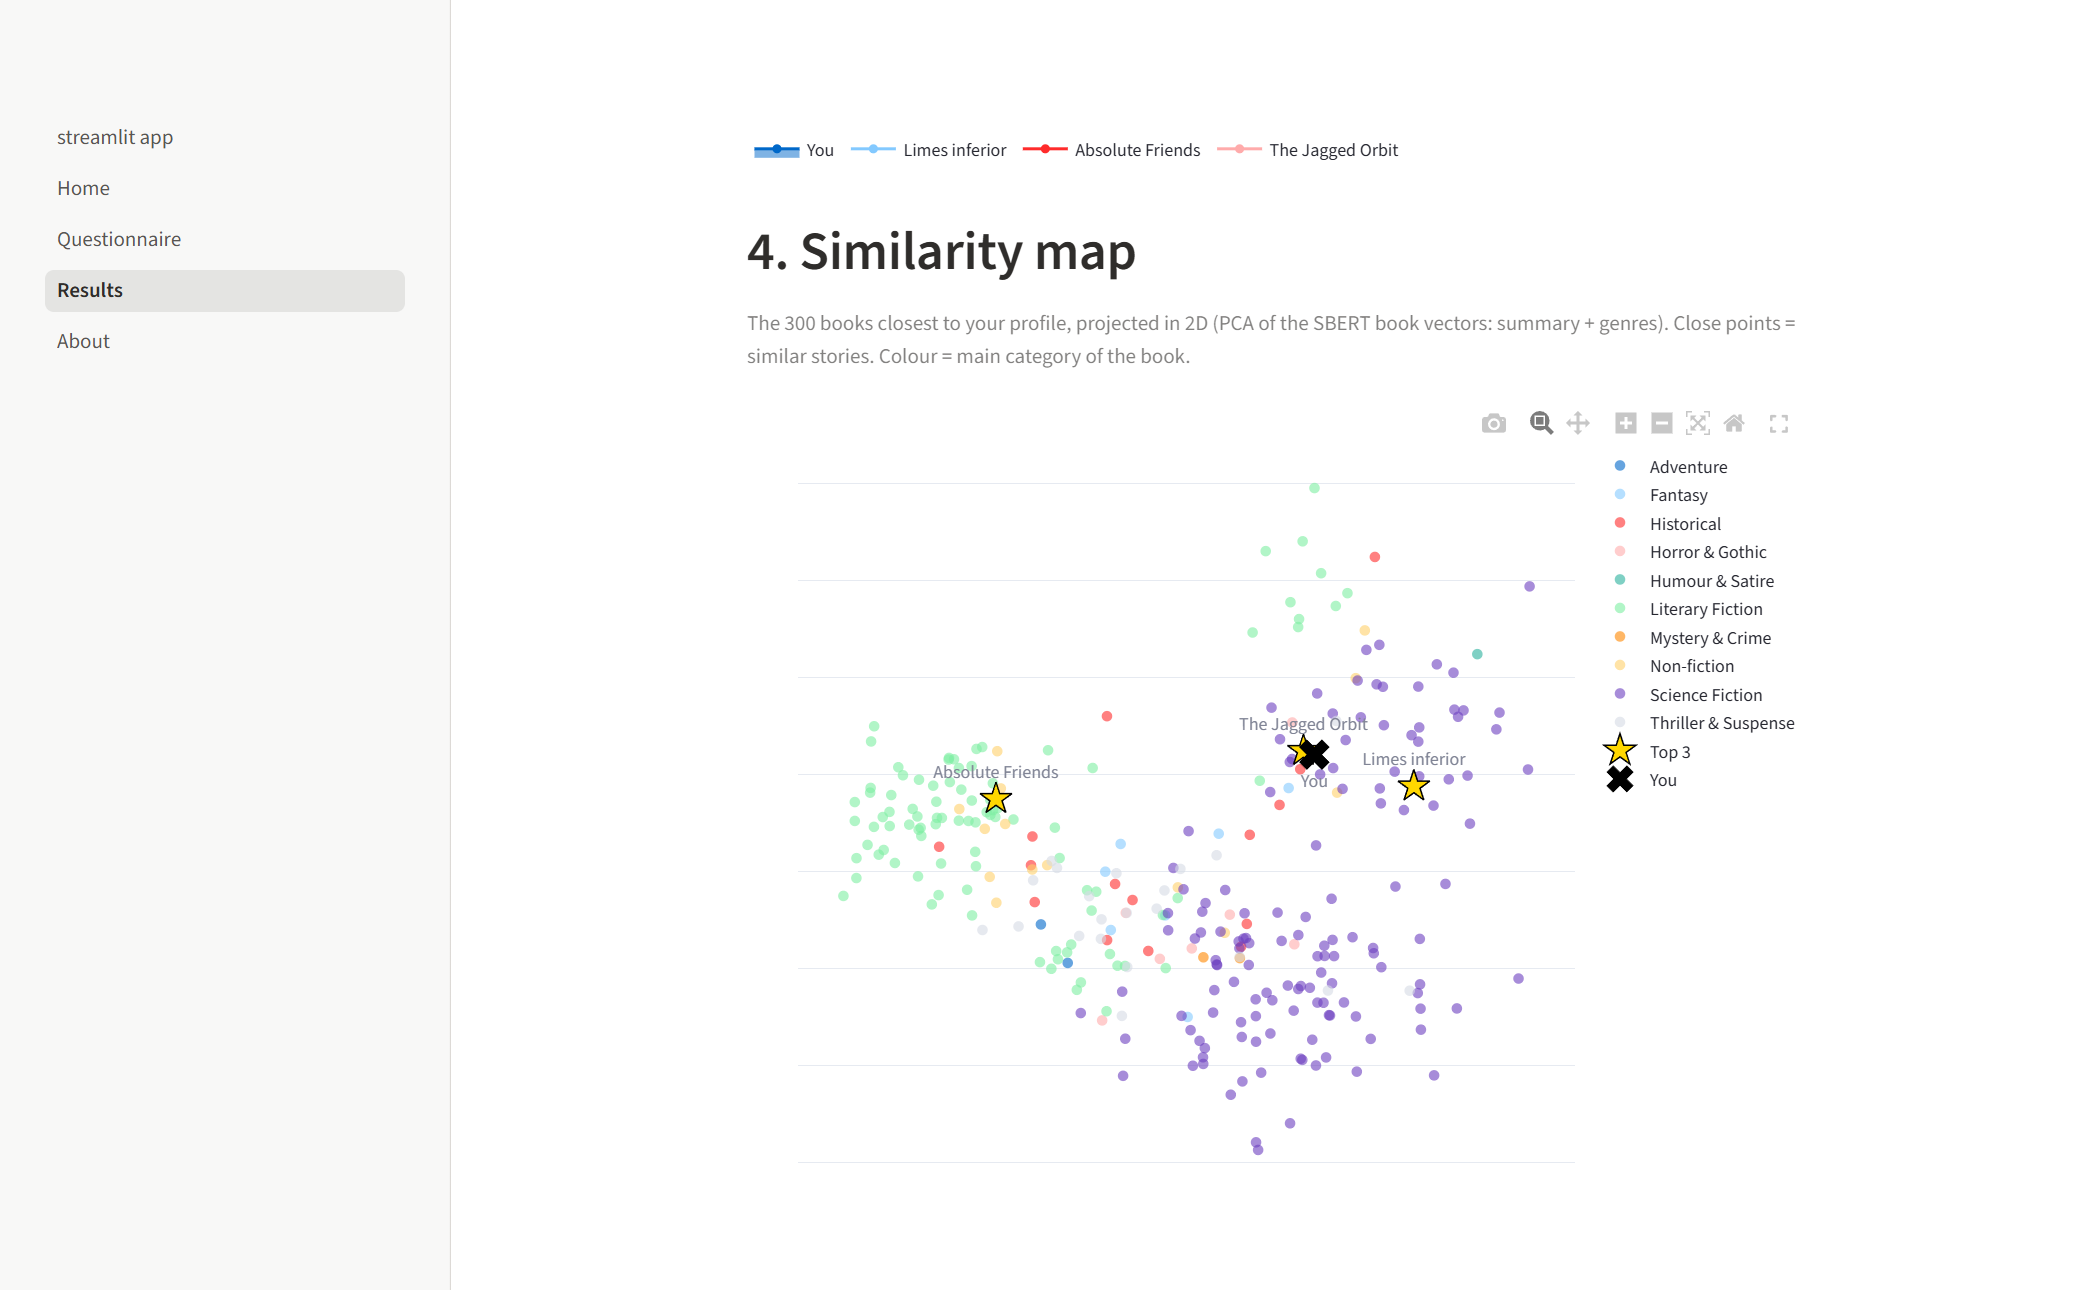 streamlit app
Home
Questionnaire
Results
About
You
Limes inferior
Absolute Friends
The Jagged Orbit
4. Similarity map
The 300 books closest to your profile, projected in 2D (PCA of the SBERT book vectors: summary + genres). Close points =
similar stories. Colour = main category of the book.
The Jagged Orbit
Limes inferior
Absolute Friends
You
Adventure
Fantasy
Historical
Horror & Gothic
Humour & Satire
Literary Fiction
Mystery & Crime
Non-fiction
Science Fiction
Thriller & Suspense
Top 3
You